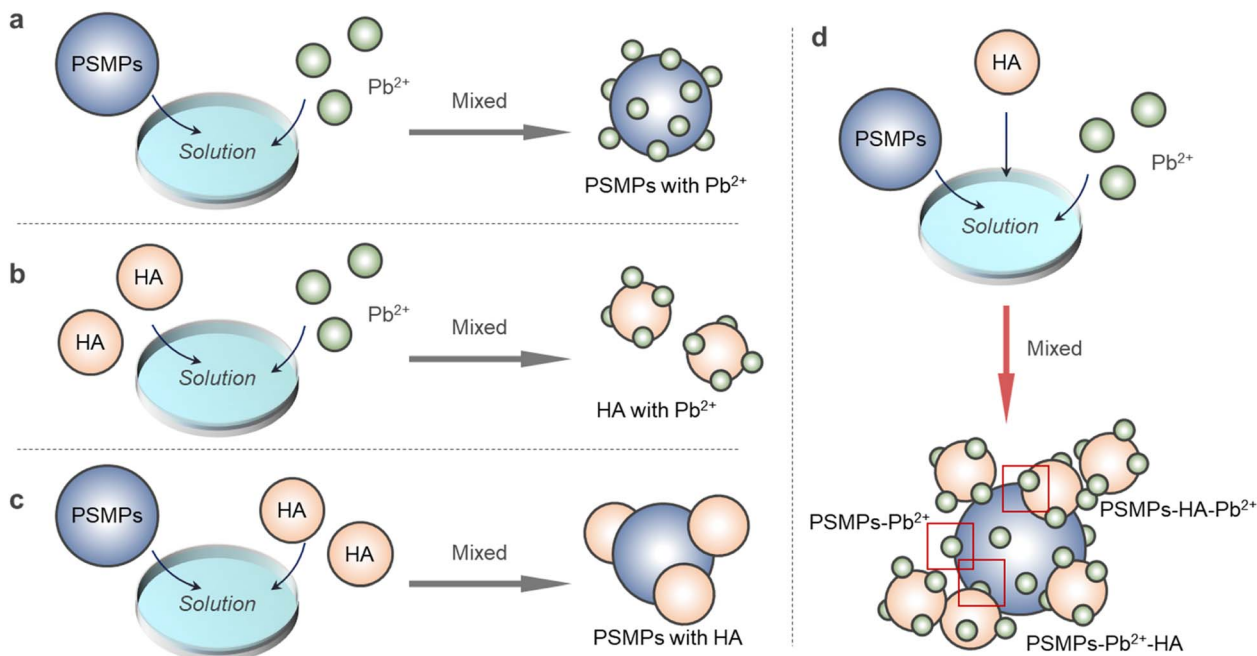 a
PSMPs
Pb²⁺
Solution
Mixed
PSMPs with Pb²⁺
b
HA
HA
Pb²⁺
Solution
Mixed
HA with Pb²⁺
c
PSMPs
HA
HA
Solution
Mixed
PSMPs with HA
d
HA
PSMPs
Pb²⁺
Solution
Mixed
PSMPs-Pb²⁺
PSMPs-HA-Pb²⁺
PSMPs-Pb²⁺-HA